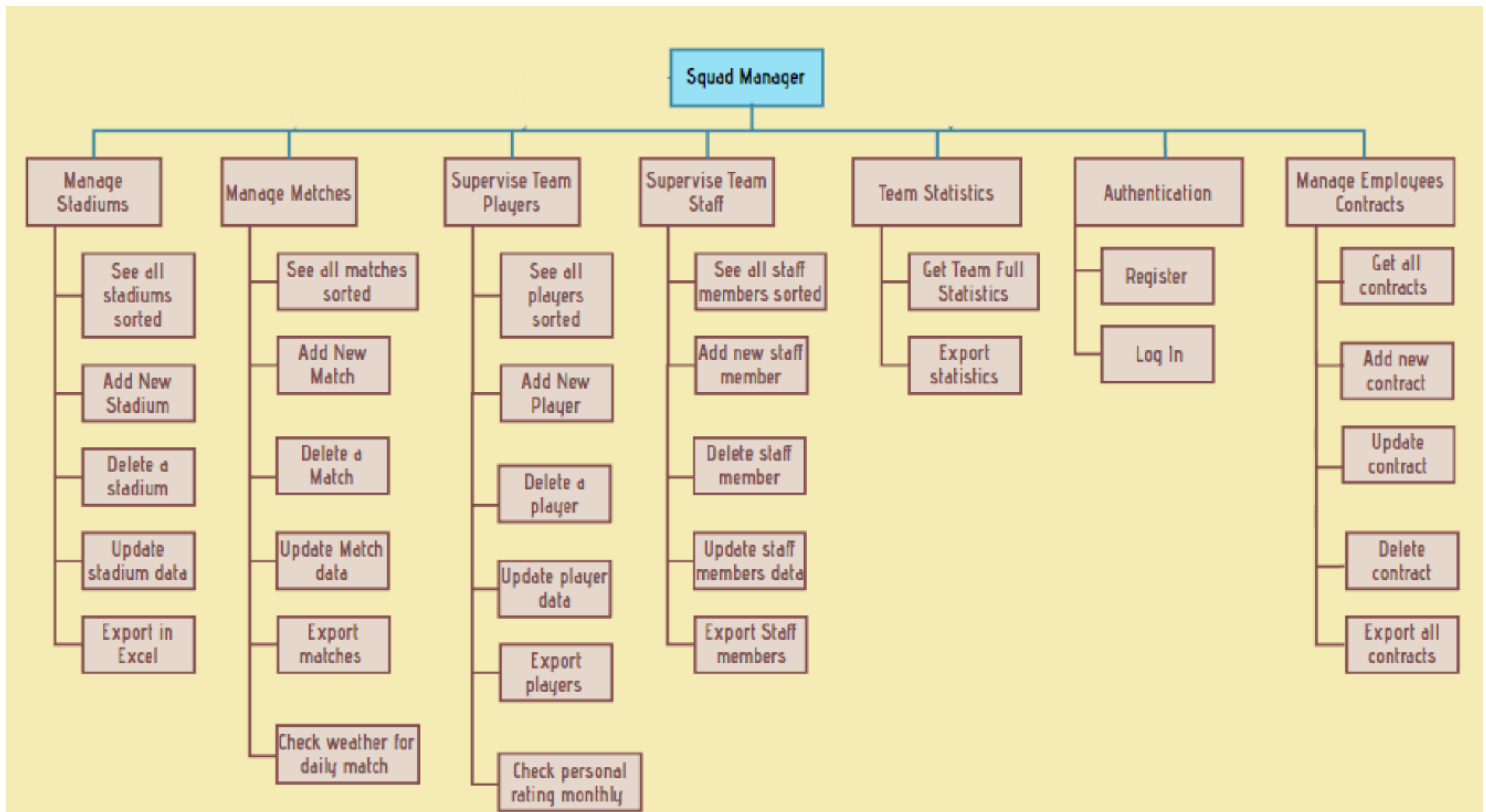 Squad Manager
Manage
Stadiums
See all
stadiums
sorted
Add New
Stadium
Delete a
stadium
Update
stadium data
Export in
Excel
Manage Matches
See all matches
sorted
Add New
Match
Delete a
Match
Update Match
data
Export
matches
Check weather for
daily match
Supervise Team
Players
See all
players
sorted
Add New
Player
Delete a
player
Update player
data
Export
players
Check personal
rating monthly
Supervise Team
Staff
See all staff
members sorted
Add new staff
member
Delete staff
member
Update staff
members data
Export Staff
members
Team Statistics
Get Team Full
Statistics
Export
statistics
Authentication
Register
Log In
Manage Employees
Contracts
Get all
contracts
Add new
contract
Update
contract
Delete
contract
Export all
contracts